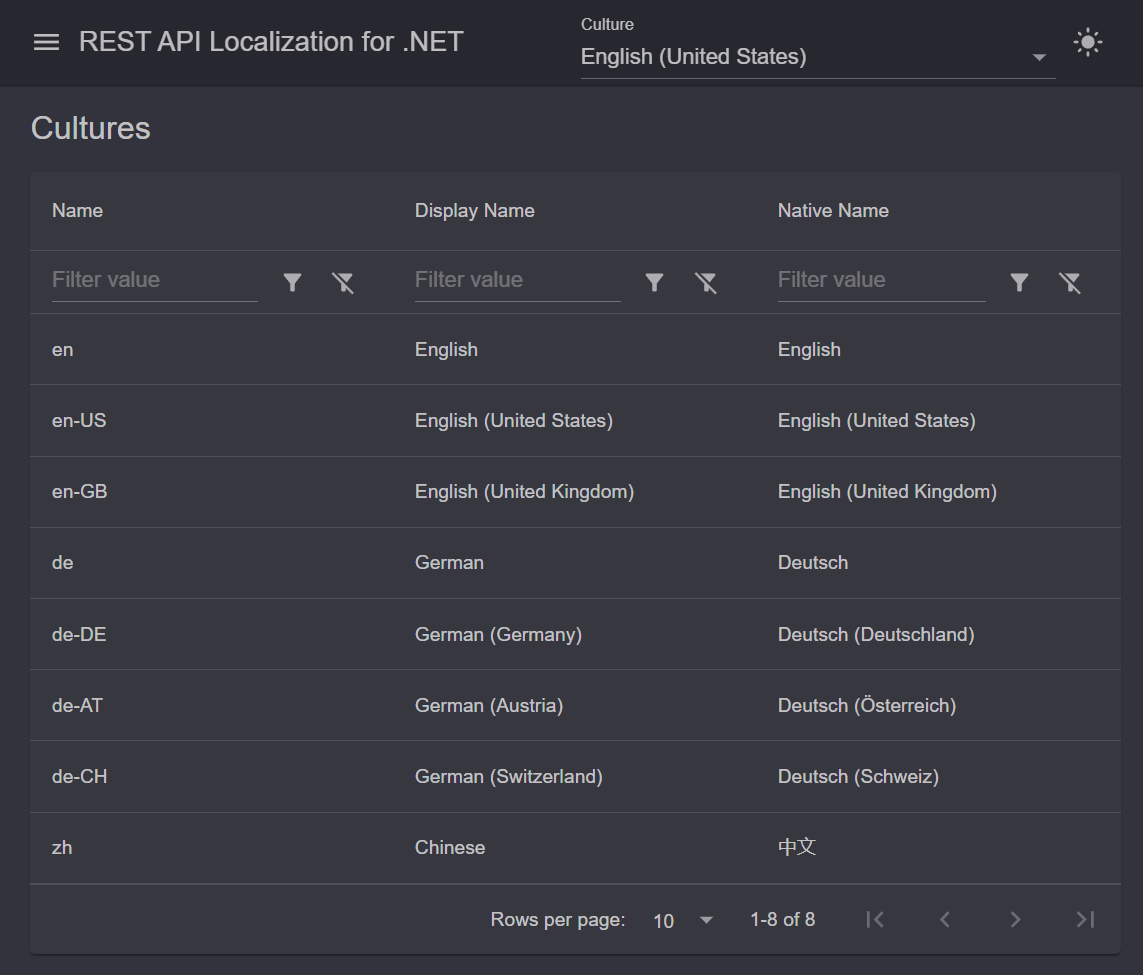 REST API Localization for .NET
Culture
English (United States)
Cultures
Name Display Name Native Name
Filter value Filter value Filter value
en English English
en-US English (United States) English (United States)
en-GB English (United Kingdom) English (United Kingdom)
de German Deutsch
de-DE German (Germany) Deutsch (Deutschland)
de-AT German (Austria) Deutsch (Österreich)
de-CH German (Switzerland) Deutsch (Schweiz)
zh Chinese 中文
Rows per page: 10 1-8 of 8